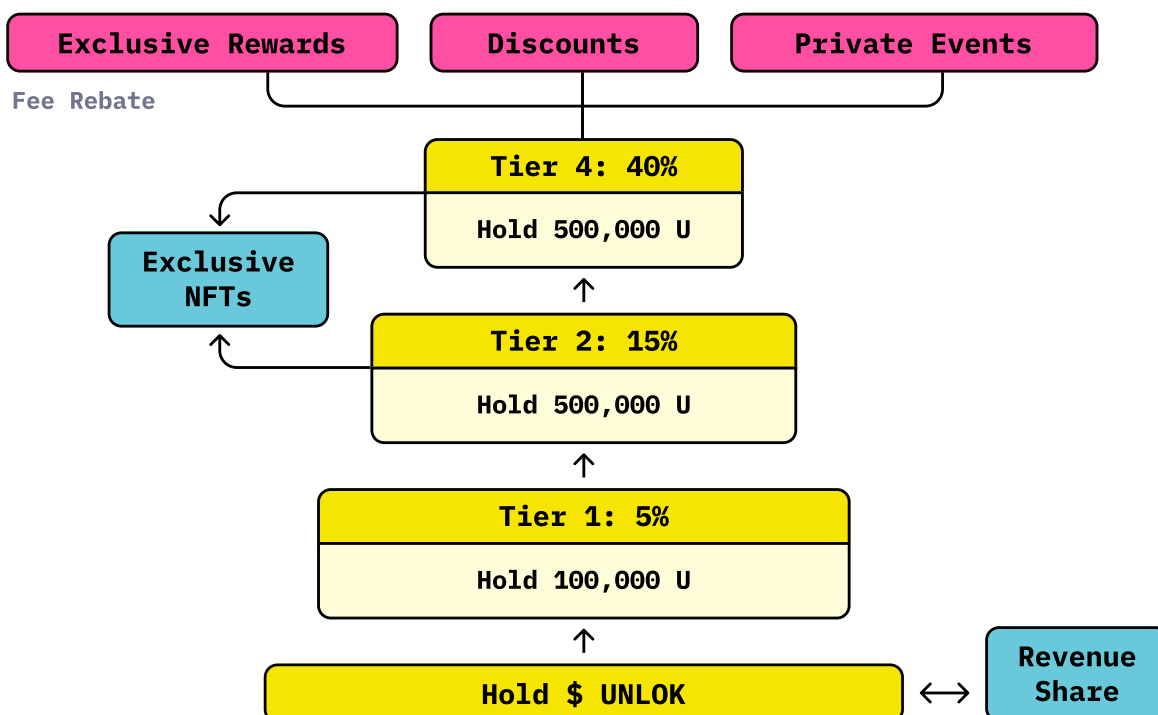 Exclusive Rewards
Discounts
Private Events
Fee Rebate
Tier 4: 40%
Hold 500,000 U
Exclusive
NFTs
Tier 2: 15%
Hold 500,000 U
Tier 1: 5%
Hold 100,000 U
Revenue
Share
Hold $ UNLOK